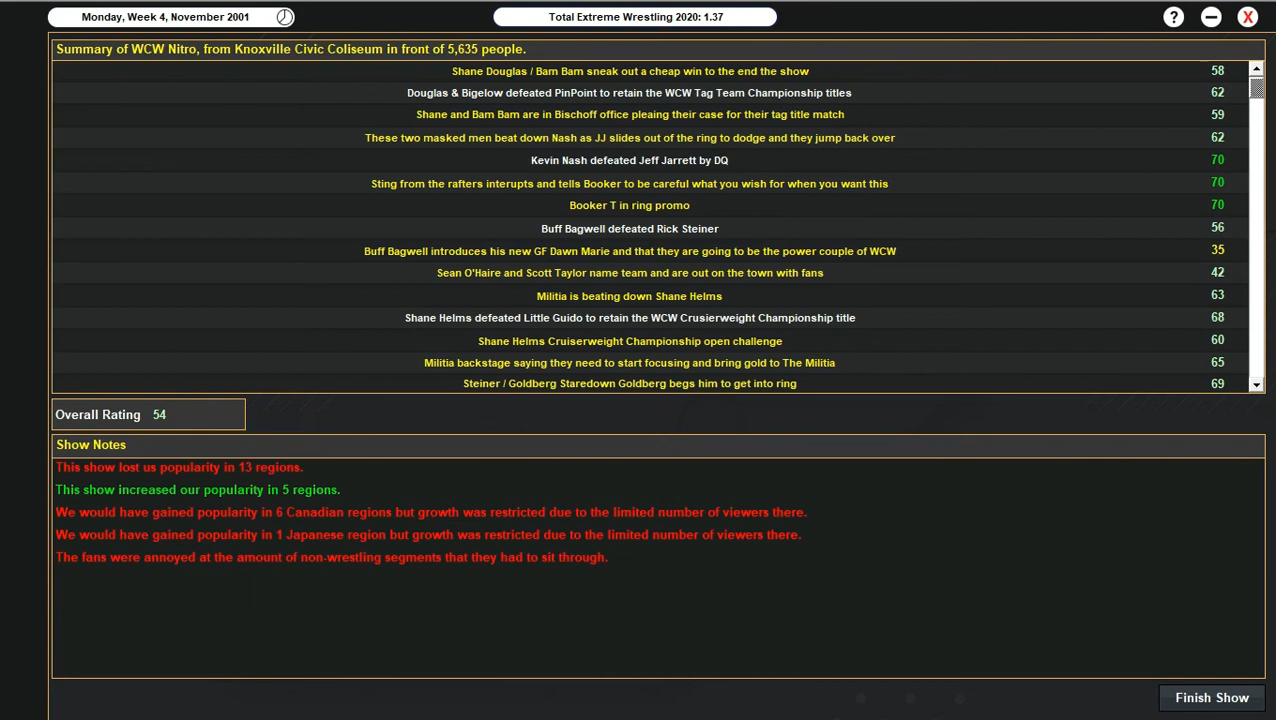 Monday, Week 4, November 2001
Total Extreme Wrestling 2020: 1.37
? X
Summary of WCW Nitro, from Knoxville Civic Coliseum in front of 5,635 people.
Shane Douglas / Bam Bam sneak out a cheap win to the end the show 58
Douglas & Bigelow defeated PinPoint to retain the WCW Tag Team Championship titles 62
Shane and Bam Bam are in Bischoff office pleaing their case for their tag title match 59
These two masked men beat down Nash as JJ slides out of the ring to dodge and they jump back over 62
Kevin Nash defeated Jeff Jarrett by DQ 70
Sting from the rafters interupts and tells Booker to be careful what you wish for when you want this 70
Booker T in ring promo 70
Buff Bagwell defeated Rick Steiner 56
Buff Bagwell introduces his new GF Dawn Marie and that they are going to be the power couple of WCW 35
Sean O'Haire and Scott Taylor name team and are out on the town with fans 42
Militia is beating down Shane Helms 63
Shane Helms defeated Little Guido to retain the WCW Crusierweight Championship title 68
Shane Helms Cruiserweight Championship open challenge 60
Militia backstage saying they need to start focusing and bring gold to The Militia 65
Steiner / Goldberg Staredown Goldberg begs him to get into ring 69
Overall Rating 54
Show Notes
This show lost us popularity in 13 regions.
This show increased our popularity in 5 regions.
We would have gained popularity in 6 Canadian regions but growth was restricted due to the limited number of viewers there.
We would have gained popularity in 1 Japanese region but growth was restricted due to the limited number of viewers there.
The fans were annoyed at the amount of non-wrestling segments that they had to sit through.
Finish Show